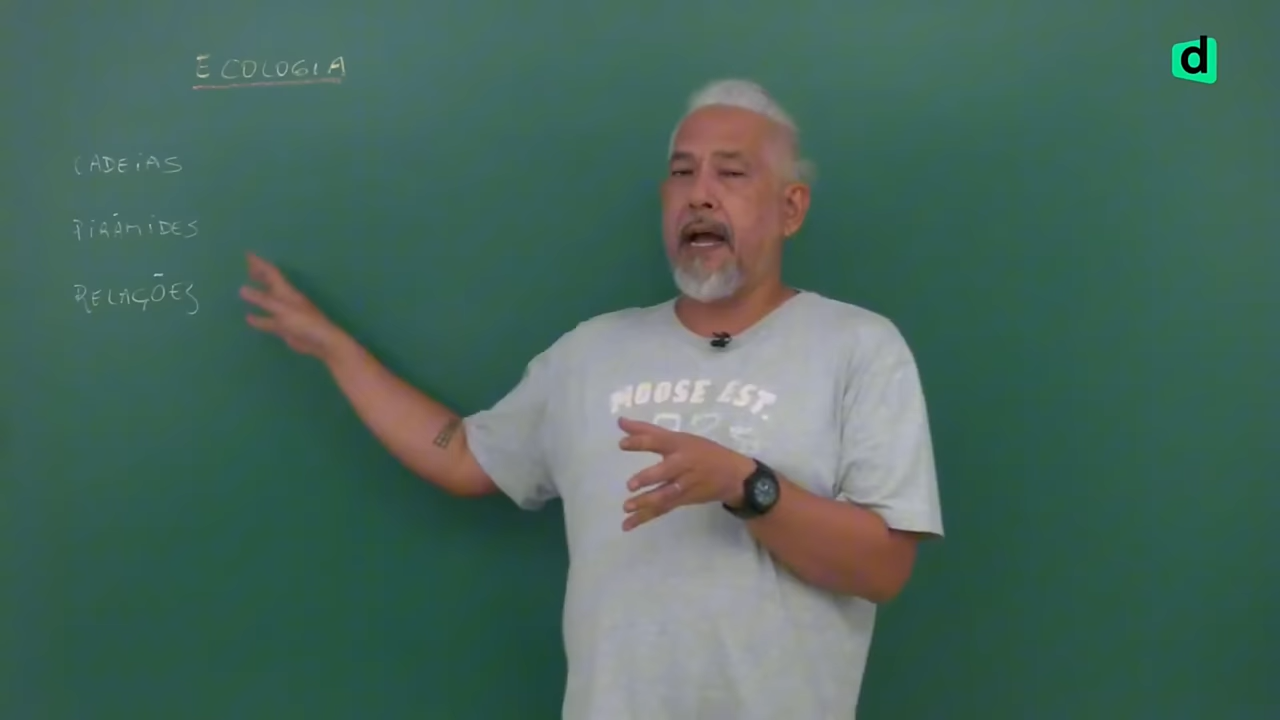 ECOLOGIA
CADEIAS
PIRÂMIDES
RELAÇÕES
MOOSE EST.
d